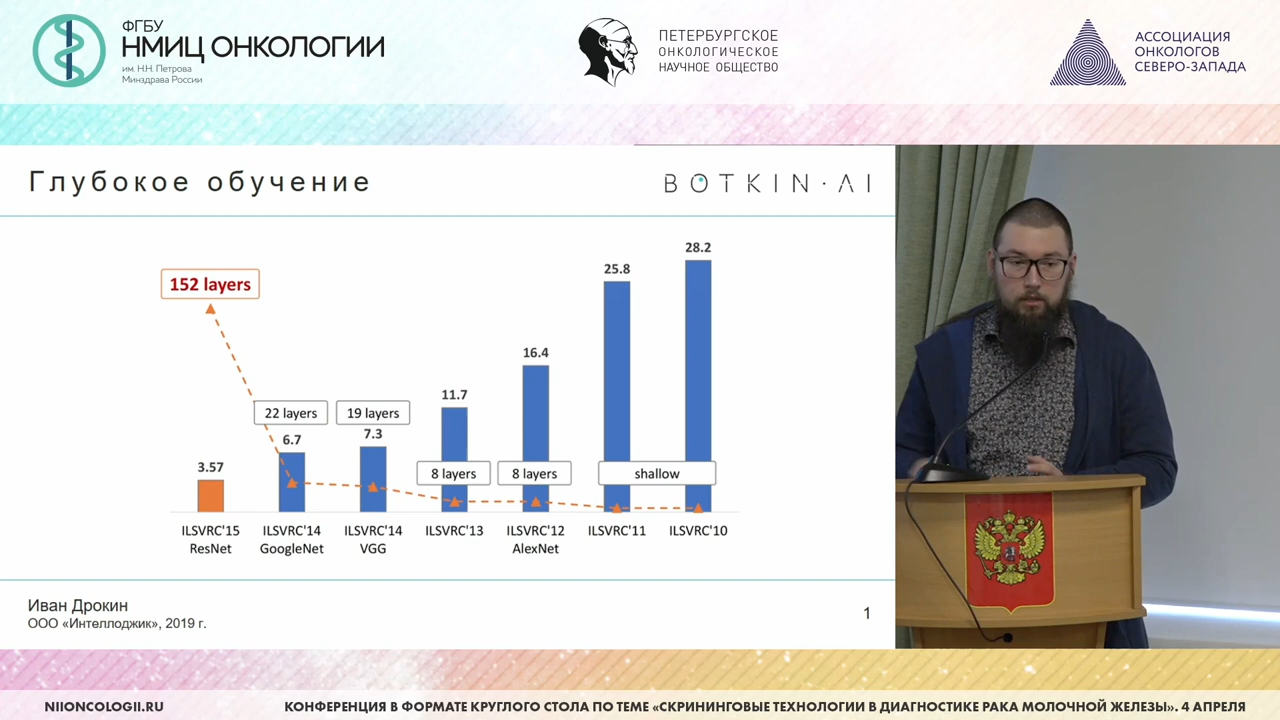 ФГБУ
НМИЦ ОНКОЛОГИИ
им. Н.Н. Петрова
Минздрава России
ПЕТЕРБУРГСКОЕ
ОНКОЛОГИЧЕСКОЕ
НАУЧНОЕ ОБЩЕСТВО
АССОЦИАЦИЯ
ОНКОЛОГОВ
СЕВЕРО-ЗАПАДА
Глубокое обучение
BOTKIN·AI
28.2
25.8
152 layers
16.4
11.7
22 layers
19 layers
6.7
7.3
3.57
8 layers
8 layers
shallow
ILSVRC'15
ResNet
ILSVRC'14
GoogleNet
ILSVRC'14
VGG
ILSVRC'13
ILSVRC'12
AlexNet
ILSVRC'11
ILSVRC'10
Иван Дрокин
ООО «Интеллоджик», 2019 г.
1
NIIONCOLOGII.RU
КОНФЕРЕНЦИЯ В ФОРМАТЕ КРУГЛОГО СТОЛА ПО ТЕМЕ «СКРИНИНГОВЫЕ ТЕХНОЛОГИИ В ДИАГНОСТИКЕ РАКА МОЛОЧНОЙ ЖЕЛЕЗЫ». 4 АПРЕЛЯ